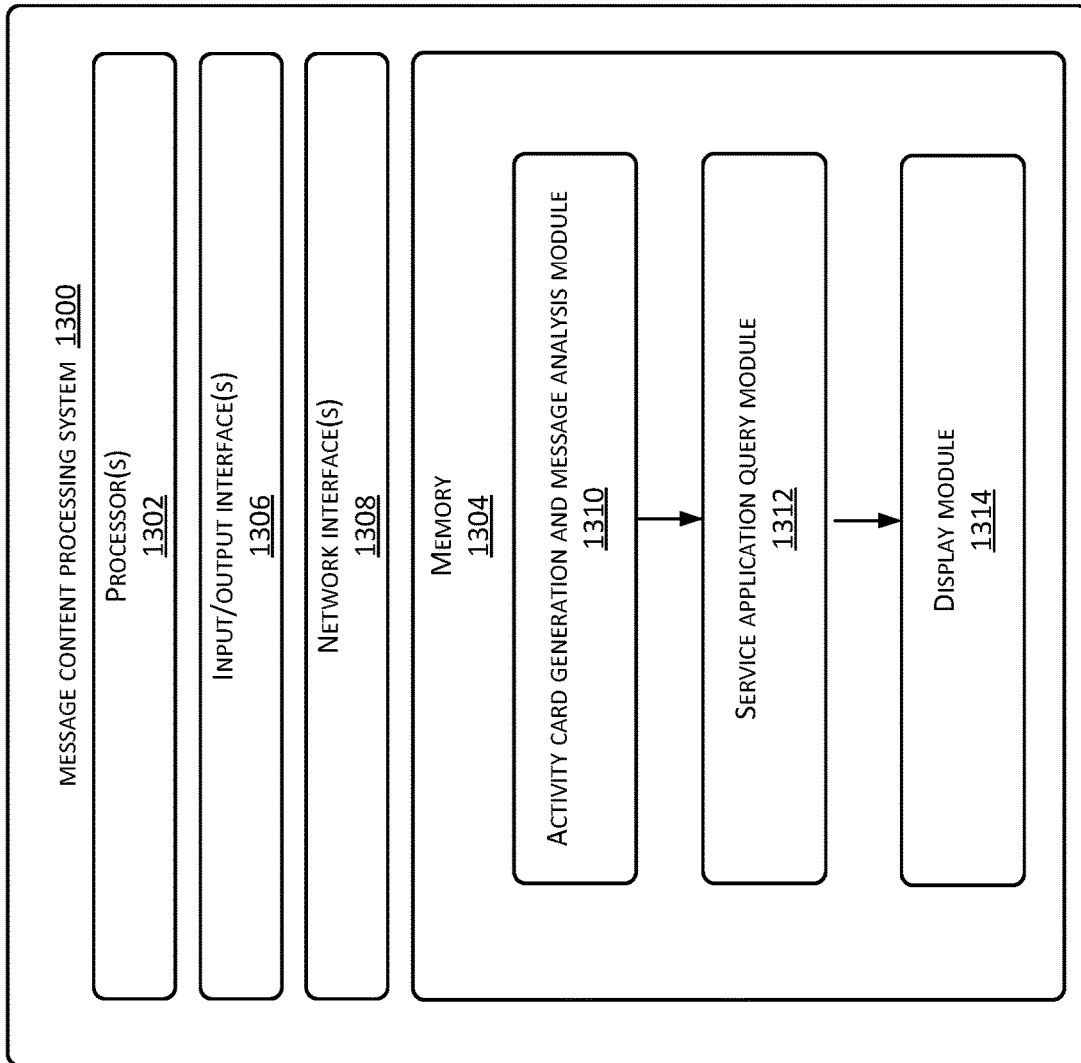 MESSAGE CONTENT PROCESSING SYSTEM 1300
PROCESSOR(S)
1302
INPUT/OUTPUT INTERFACE(S)
1306
NETWORK INTERFACE(S)
1308
MEMORY
1304
ACTIVITY CARD GENERATION AND MESSAGE ANALYSIS MODULE
1310
SERVICE APPLICATION QUERY MODULE
1312
DISPLAY MODULE
1314